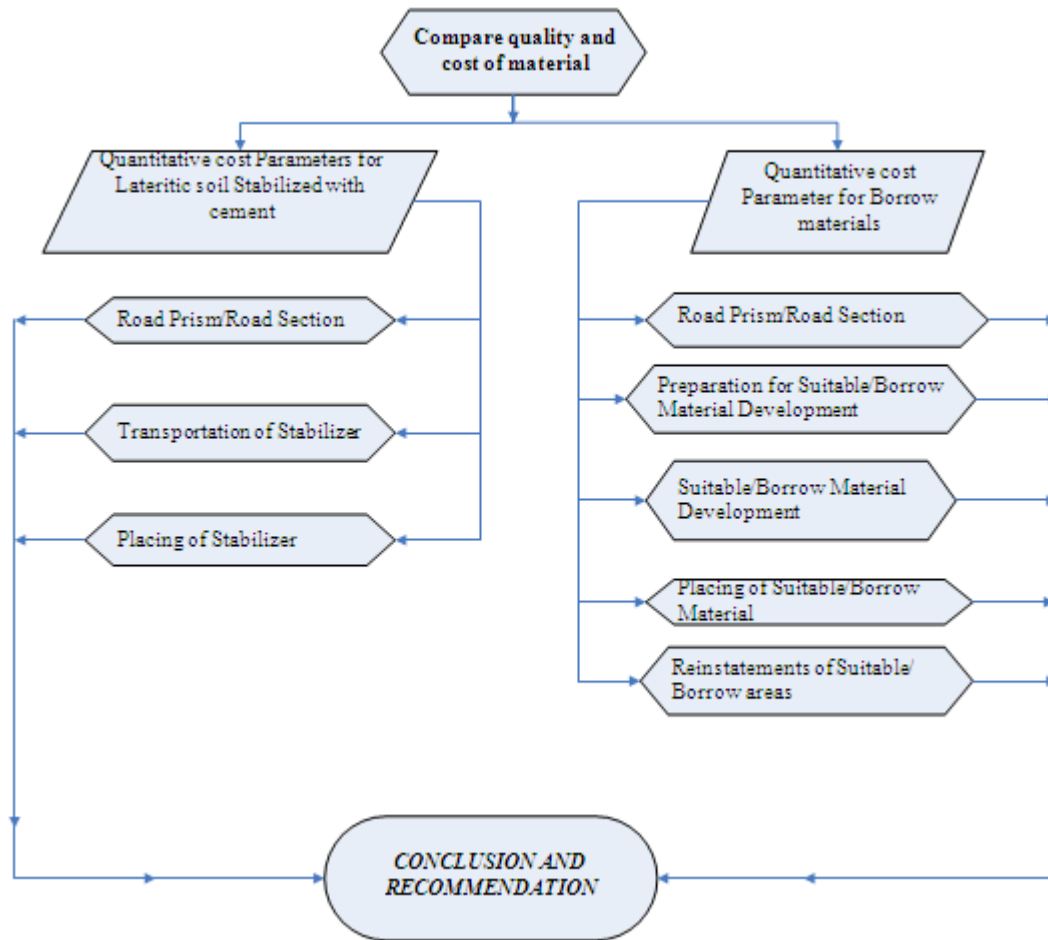 Compare quality and
cost of material
Quantitative cost Parameters for
Lateritic soil Stabilized with
cement
Quantitative cost
Parameter for Borrow
materials
Road Prism/Road Section
Transportation of Stabilizer
Placing of Stabilizer
Road Prism/Road Section
Preparation for Suitable/Borrow
Material Development
Suitable/Borrow Material
Development
Placing of Suitable/Borrow
Material
Reinstatements of Suitable/
Borrow areas
CONCLUSION AND
RECOMMENDATION